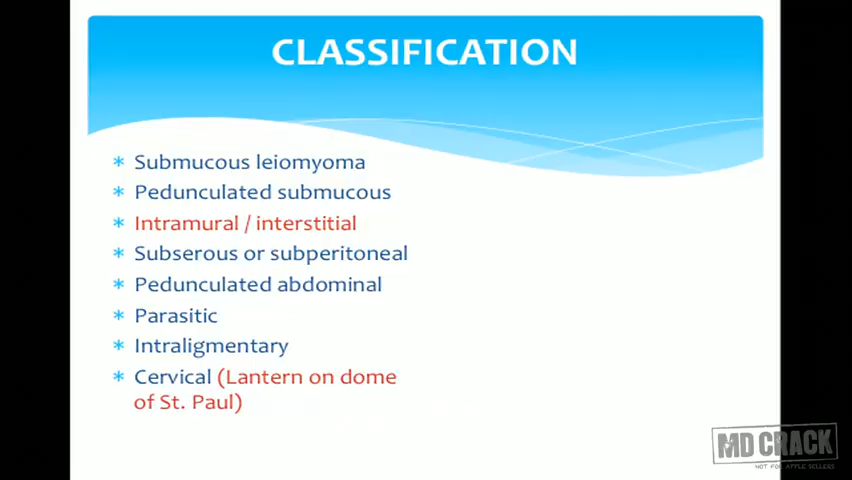 CLASSIFICATION
* Submucous leiomyoma
* Pedunculated submucous
* Intramural / interstitial
* Subserous or subperitoneal
* Pedunculated abdominal
* Parasitic
* Intraligmentary
* Cervical (Lantern on dome
of St. Paul)
MD CRACK
NOT FOR APPLE SELLERS